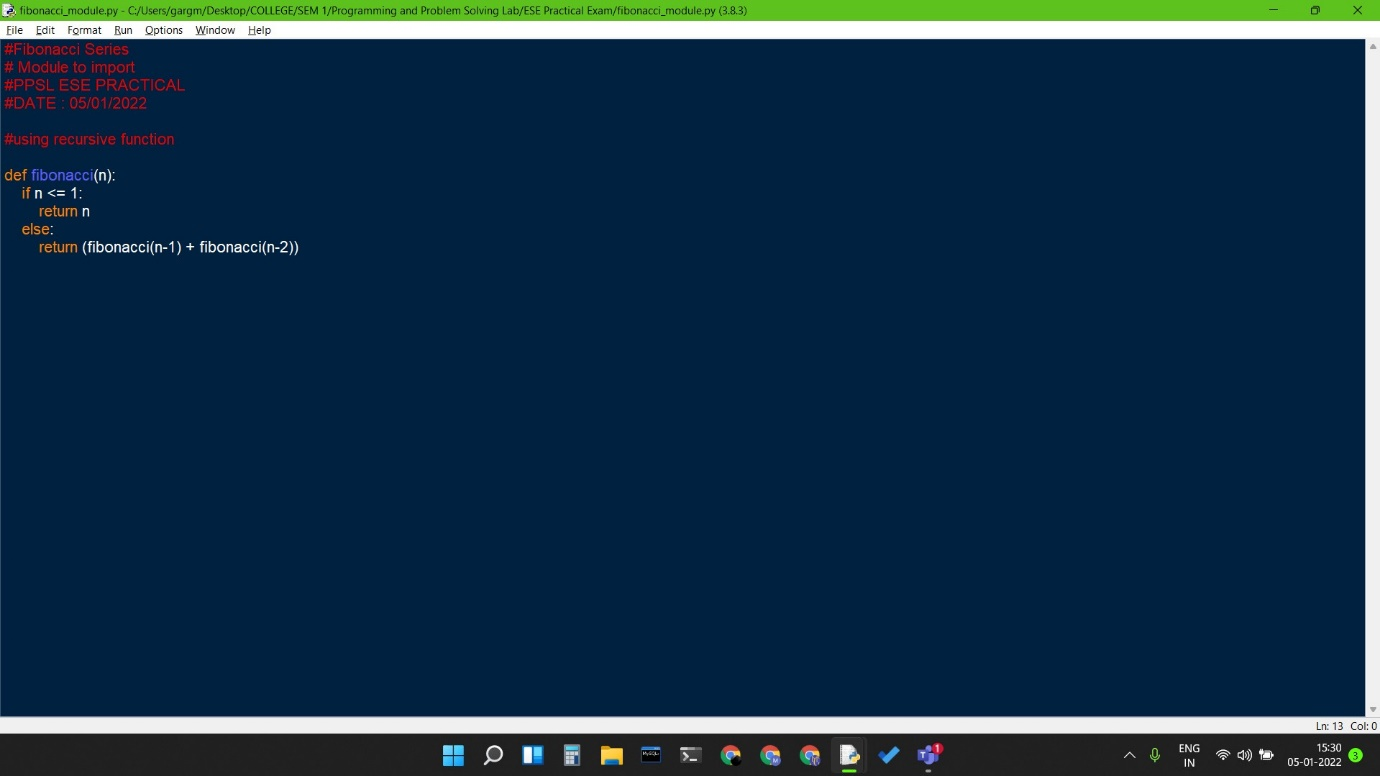 fibonacci_module.py - C:/Users/gargm/Desktop/COLLEGE/SEM 1/Programming and Problem Solving Lab/ESE Practical Exam/fibonacci_module.py (3.8.3)
File Edit Format Run Options Window Help
#Fibonacci Series
# Module to import
#PPSL ESE PRACTICAL
#DATE : 05/01/2022
#using recursive function
def fibonacci(n):
if n <= 1:
return n
else:
return (fibonacci(n-1) + fibonacci(n-2))
Ln: 13 Col: 0
MySQL
M
1
ENG
IN
15:30
05-01-2022
3